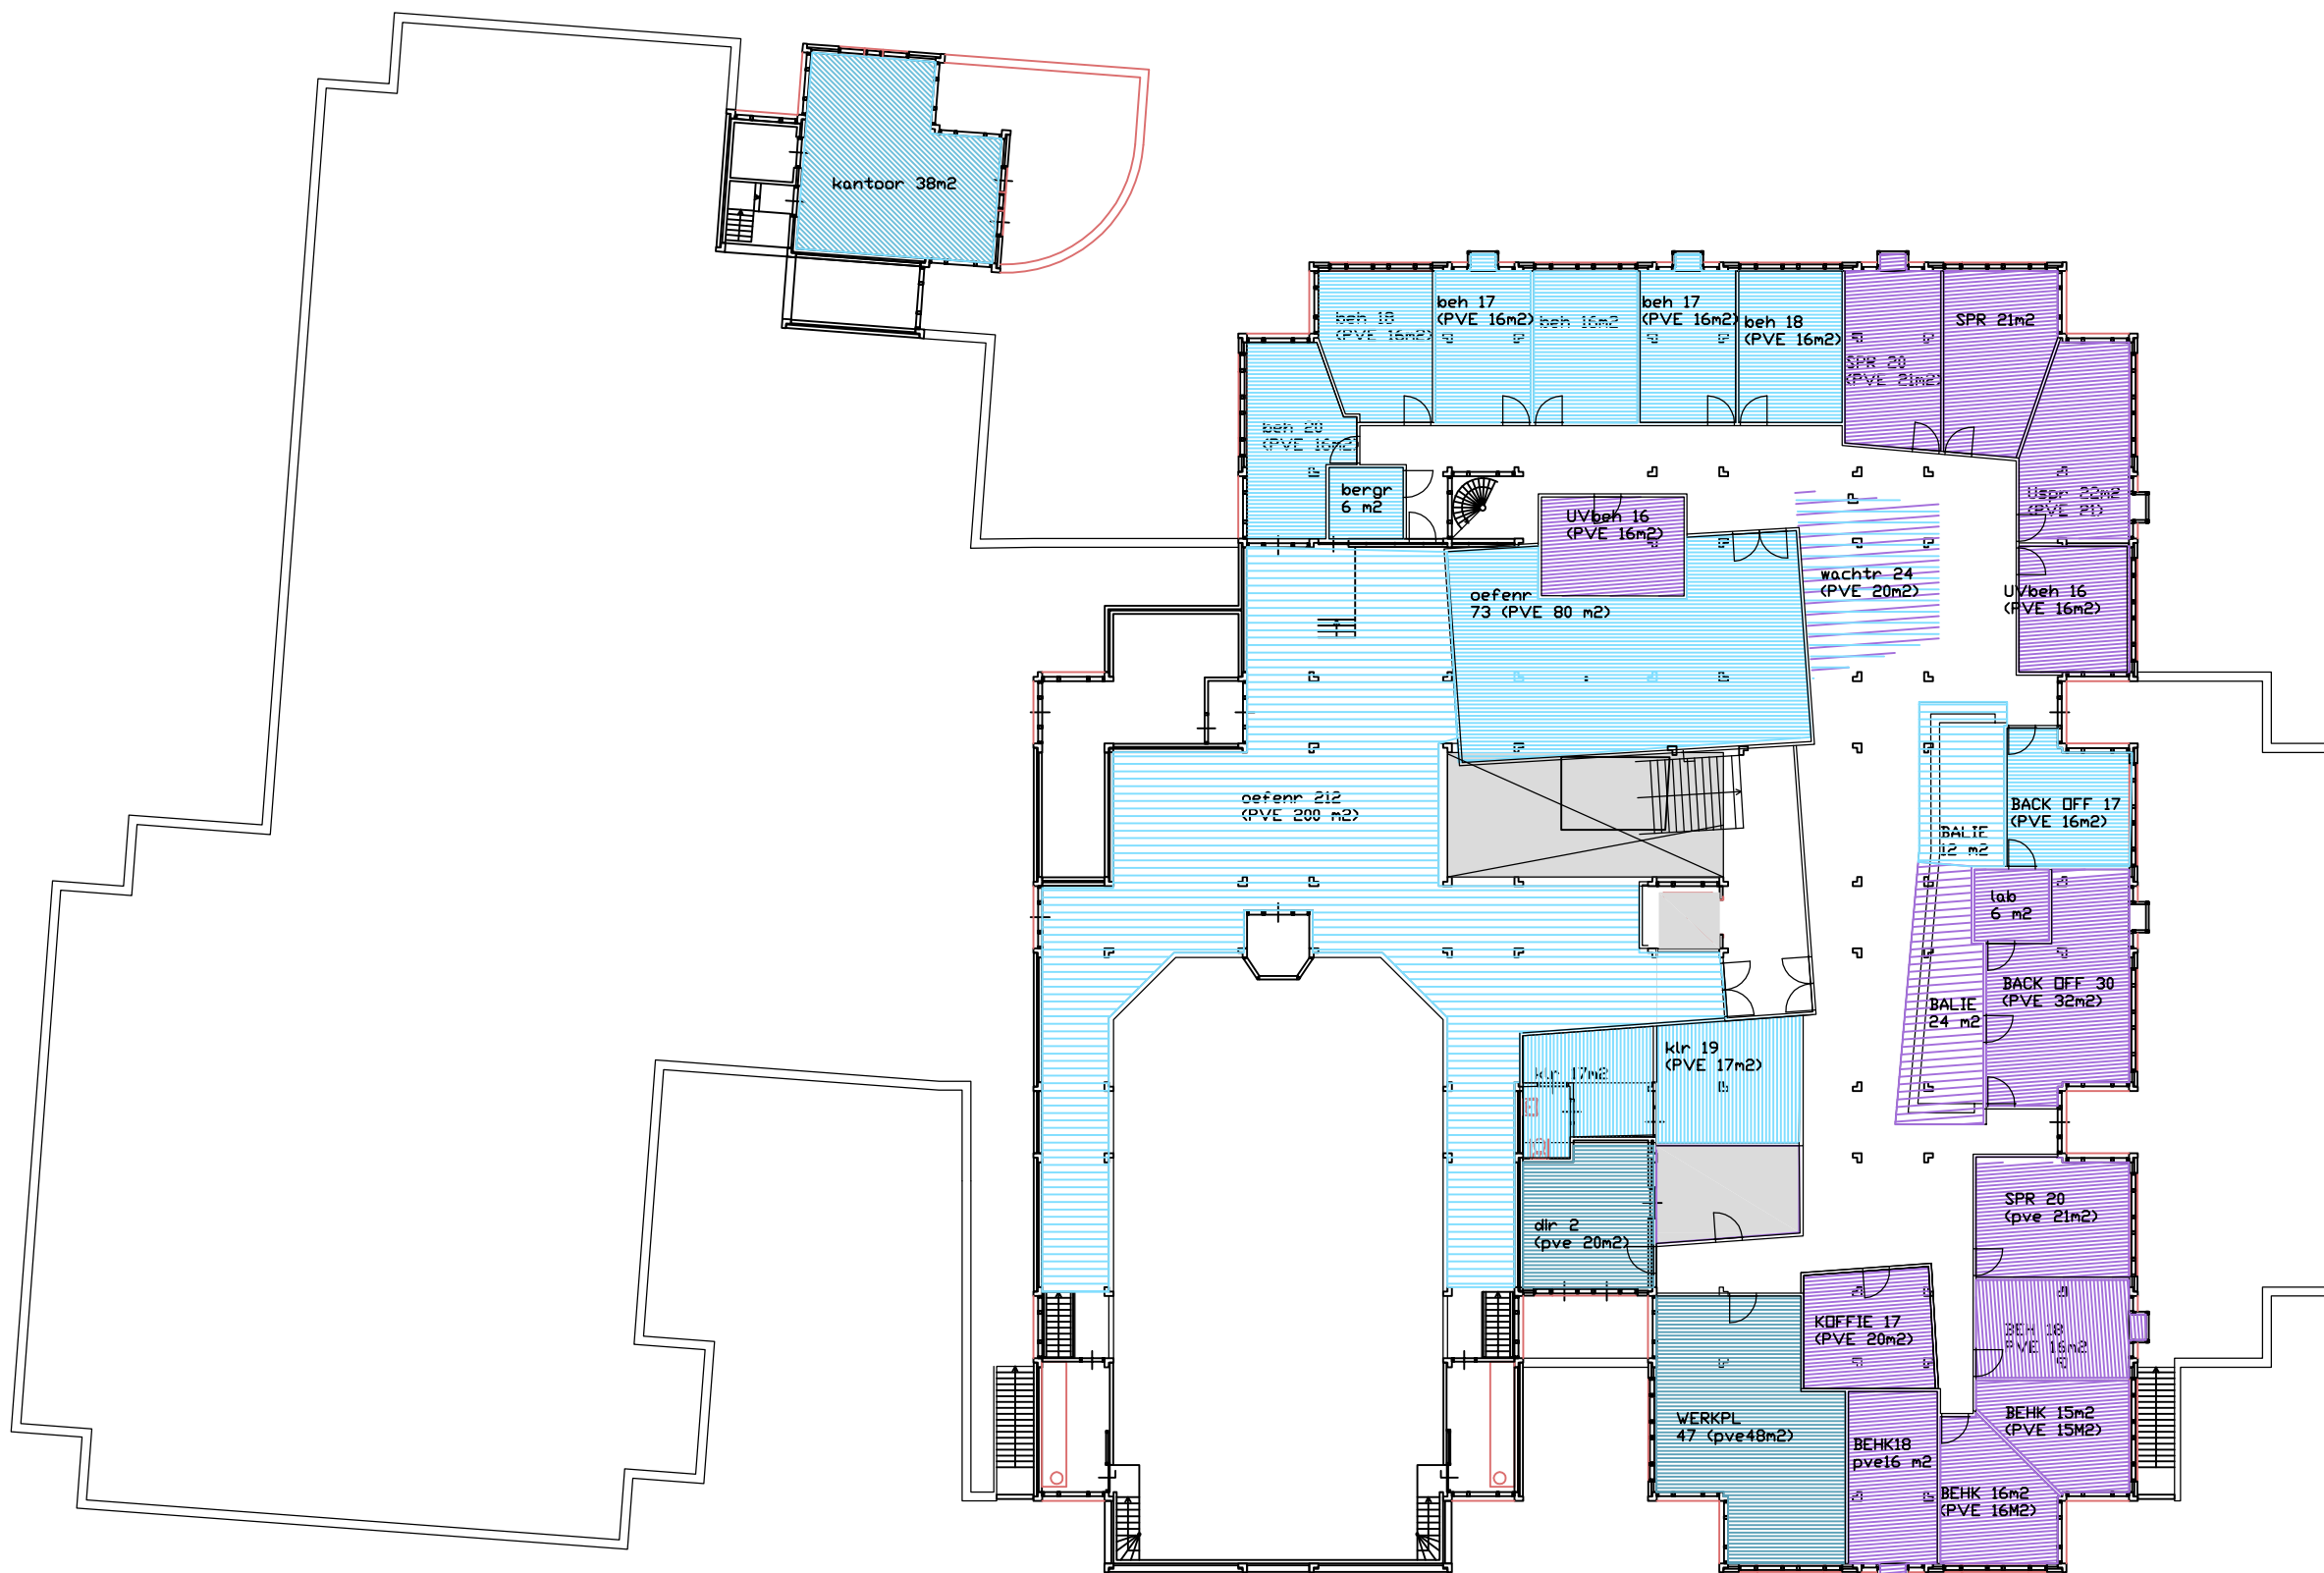 kantoor 38m2
beh 18
(PVE 16m2)
beh 17
(PVE 16m2)
beh 16m2
beh 17
(PVE 16m2)
beh 18
(PVE 16m2)
SPR 20
(PVE 21m2)
SPR 21m2
beh 20
(PVE 16m2)
bergr
6 m2
UVbeh 16
(PVE 16m2)
Uspr 22m2
(PVE 21)
oefenr
73 (PVE 80 m2)
wachtr 24
(PVE 20m2)
UVbeh 16
(PVE 16m2)
oefenr 212
(PVE 200 m2)
BACK OFF 17
(PVE 16m2)
BALIE
12 m2
lab
6 m2
BACK OFF 30
(PVE 32m2)
BALIE
24 m2
klr 17m2
klr 19
(PVE 17m2)
dir 2
(pve 20m2)
SPR 20
(pve 21m2)
KOFFIE 17
(PVE 20m2)
BEH 18
PVE 16m2
WERKPL
47 (pve48m2)
BEHK18
pve16 m2
BEHK 15m2
(PVE 15M2)
BEHK 16m2
(PVE 16M2)